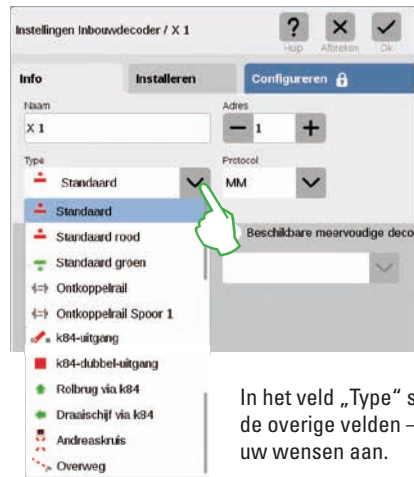 Instellingen Inbouwdecoder / X 1
Hulp Afbreken Ok
Info Installeren Configureren
Naam Adres
X 1 1
Type Protocol
Standaard MM
Standaard
Standaard rood Beschikbare meervoudige deco
Standaard groen
Ontkoppelrail
Ontkoppelrail Spoor 1
k84-uitgang
k84-dubbel-uitgang
Rolbrug via k84
Draaischijf via k84
Andreaskruis
Overweg
In het veld „Type“ s
de overige velden –
uw wensen aan.